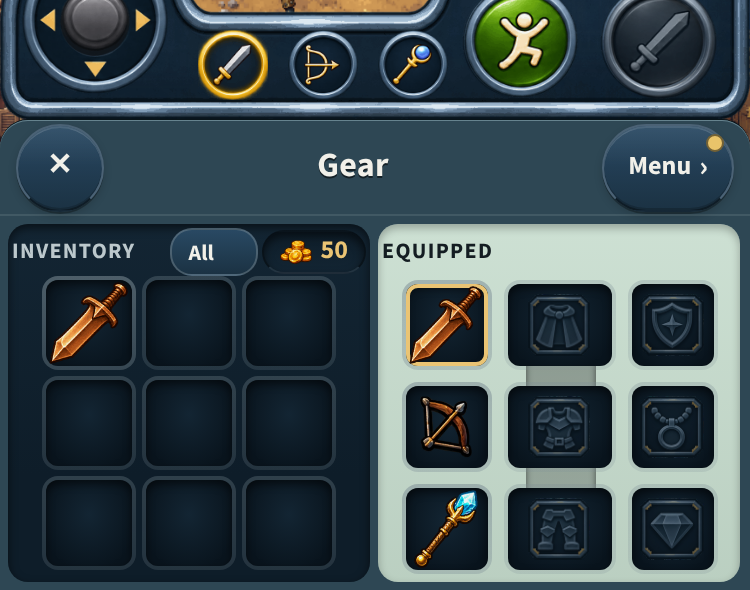 ✕
Gear
Menu ›
INVENTORY
All
50
EQUIPPED